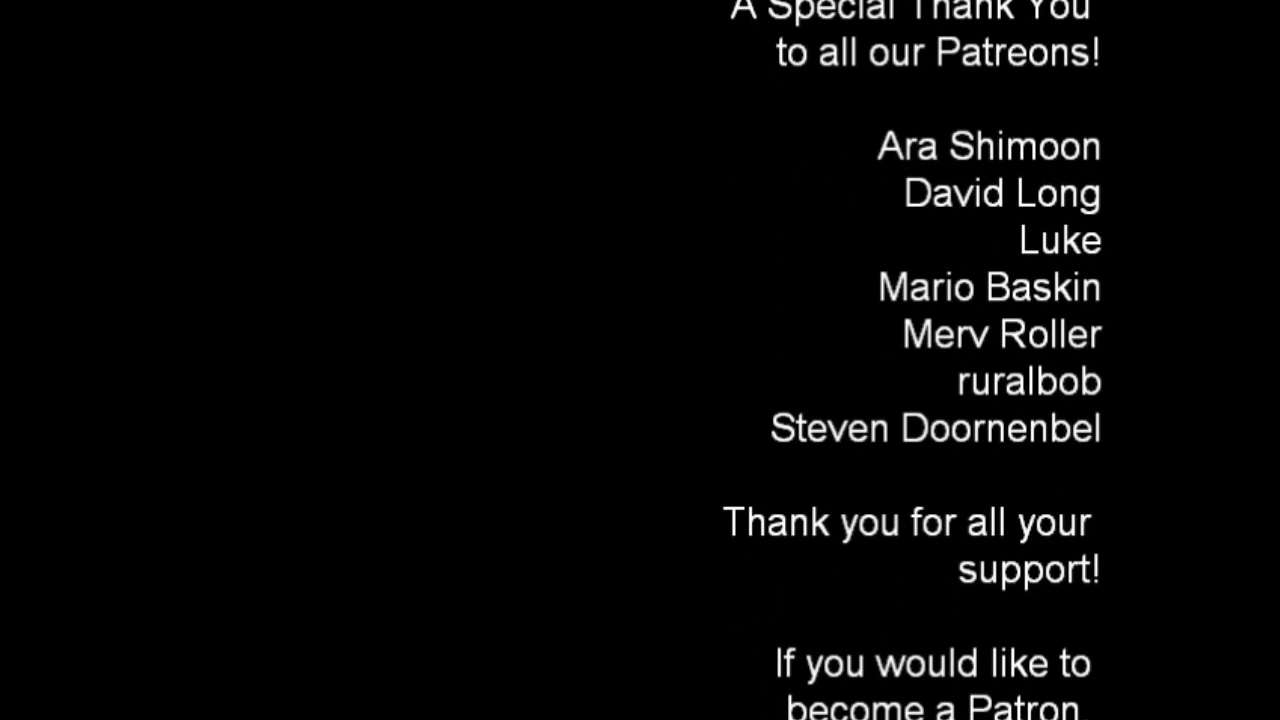 A Special Thank You
to all our Patreons!
Ara Shimoon
David Long
Luke
Mario Baskin
Merv Roller
ruralbob
Steven Doornenbel
Thank you for all your
support!
If you would like to
become a Patron